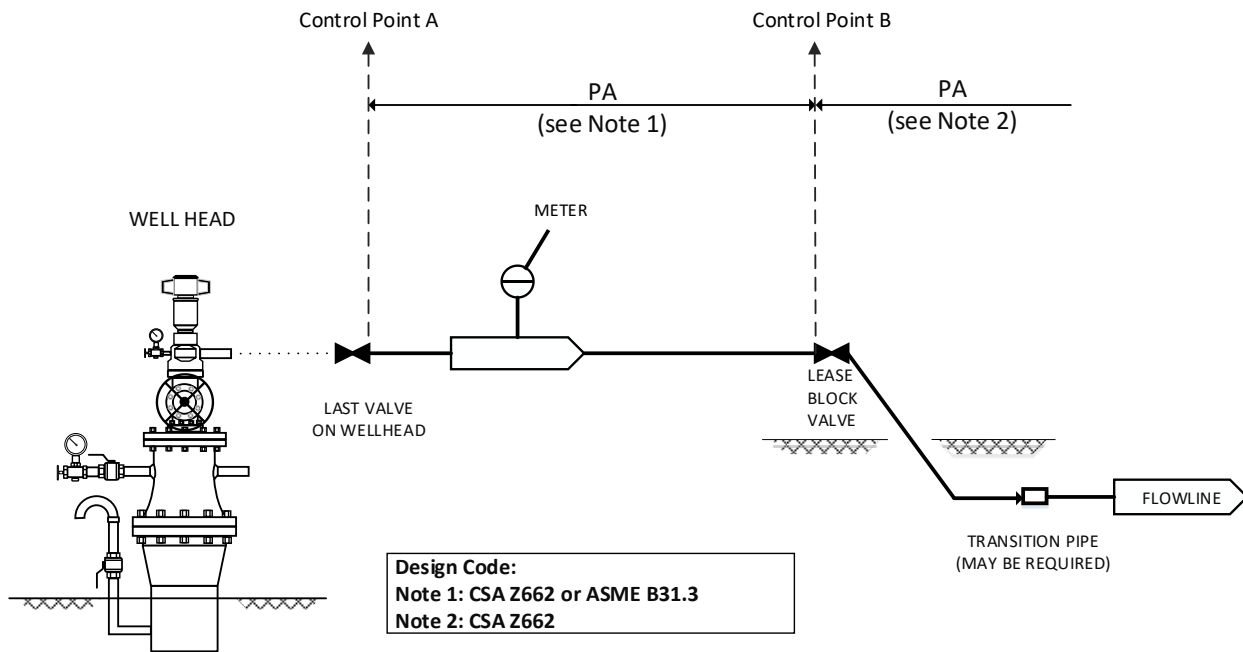 Control Point A
Control Point B
PA
(see Note 1)
PA
(see Note 2)
WELL HEAD
METER
LAST VALVE
ON WELLHEAD
LEASE
BLOCK
VALVE
FLOWLINE
TRANSITION PIPE
(MAY BE REQUIRED)
Design Code:
Note 1: CSA Z662 or ASME B31.3
Note 2: CSA Z662